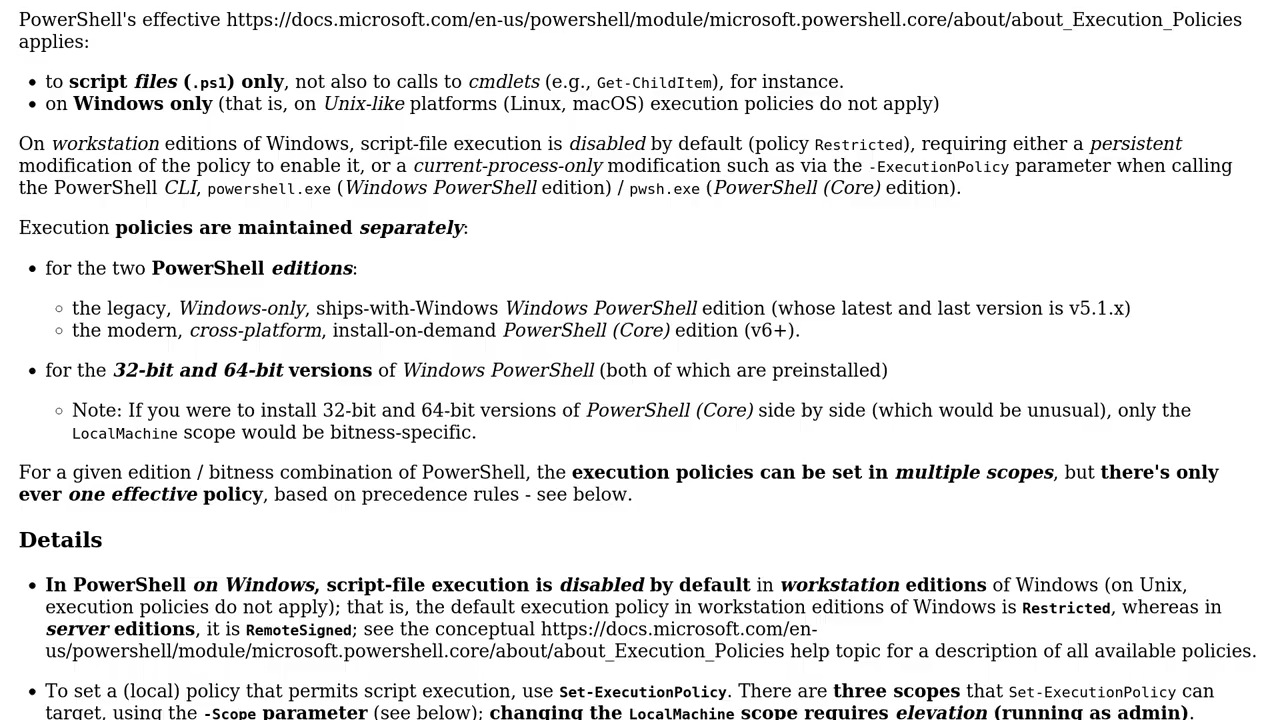 PowerShell's effective https://docs.microsoft.com/en-us/powershell/module/microsoft.powershell.core/about/about_Execution_Policies
applies:
• to script files (.ps1) only, not also to calls to cmdlets (e.g., Get-ChildItem), for instance.
• on Windows only (that is, on Unix-like platforms (Linux, macOS) execution policies do not apply)
On workstation editions of Windows, script-file execution is disabled by default (policy Restricted), requiring either a persistent
modification of the policy to enable it, or a current-process-only modification such as via the -ExecutionPolicy parameter when calling
the PowerShell CLI, powershell.exe (Windows PowerShell edition) / pwsh.exe (PowerShell (Core) edition).
Execution policies are maintained separately:
• for the two PowerShell editions:
◦ the legacy, Windows-only, ships-with-Windows Windows PowerShell edition (whose latest and last version is v5.1.x)
◦ the modern, cross-platform, install-on-demand PowerShell (Core) edition (v6+).
• for the 32-bit and 64-bit versions of Windows PowerShell (both of which are preinstalled)
◦ Note: If you were to install 32-bit and 64-bit versions of PowerShell (Core) side by side (which would be unusual), only the
LocalMachine scope would be bitness-specific.
For a given edition / bitness combination of PowerShell, the execution policies can be set in multiple scopes, but there's only
ever one effective policy, based on precedence rules - see below.
Details
• In PowerShell on Windows, script-file execution is disabled by default in workstation editions of Windows (on Unix,
execution policies do not apply); that is, the default execution policy in workstation editions of Windows is Restricted, whereas in
server editions, it is RemoteSigned; see the conceptual https://docs.microsoft.com/en-
us/powershell/module/microsoft.powershell.core/about/about_Execution_Policies help topic for a description of all available policies.
• To set a (local) policy that permits script execution, use Set-ExecutionPolicy. There are three scopes that Set-ExecutionPolicy can
target, using the -Scope parameter (see below); changing the LocalMachine scope requires elevation (running as admin).